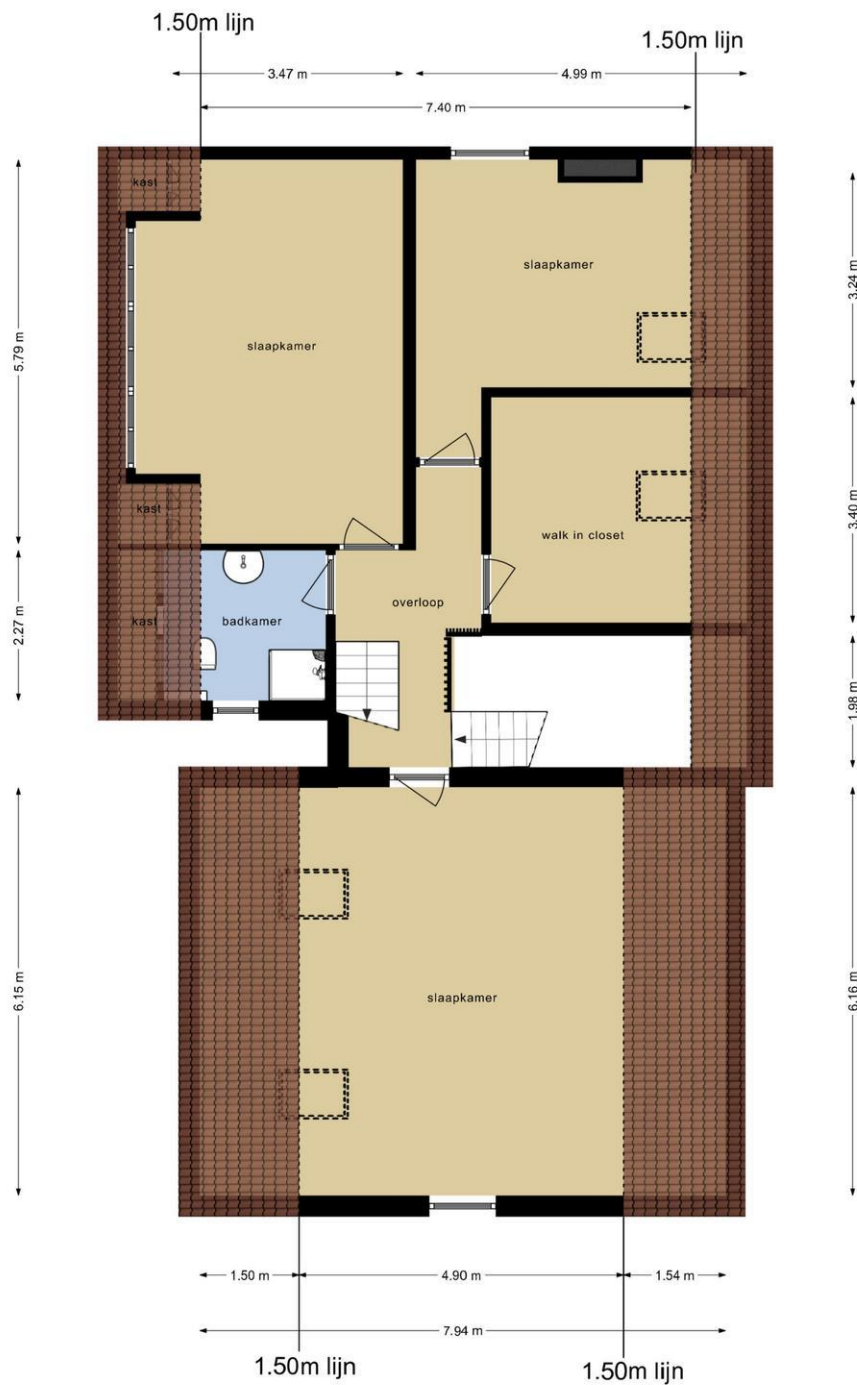 1.50m lijn
1.50m lijn
3.47 m
4.99 m
7.40 m
kast
slaapkamer
3.24 m
5.79 m
slaapkamer
kast
walk in closet
3.40 m
overloop
2.27 m
kast
badkamer
1.98 m
6.15 m
slaapkamer
6.16 m
1.50 m
4.90 m
1.54 m
7.94 m
1.50m lijn
1.50m lijn